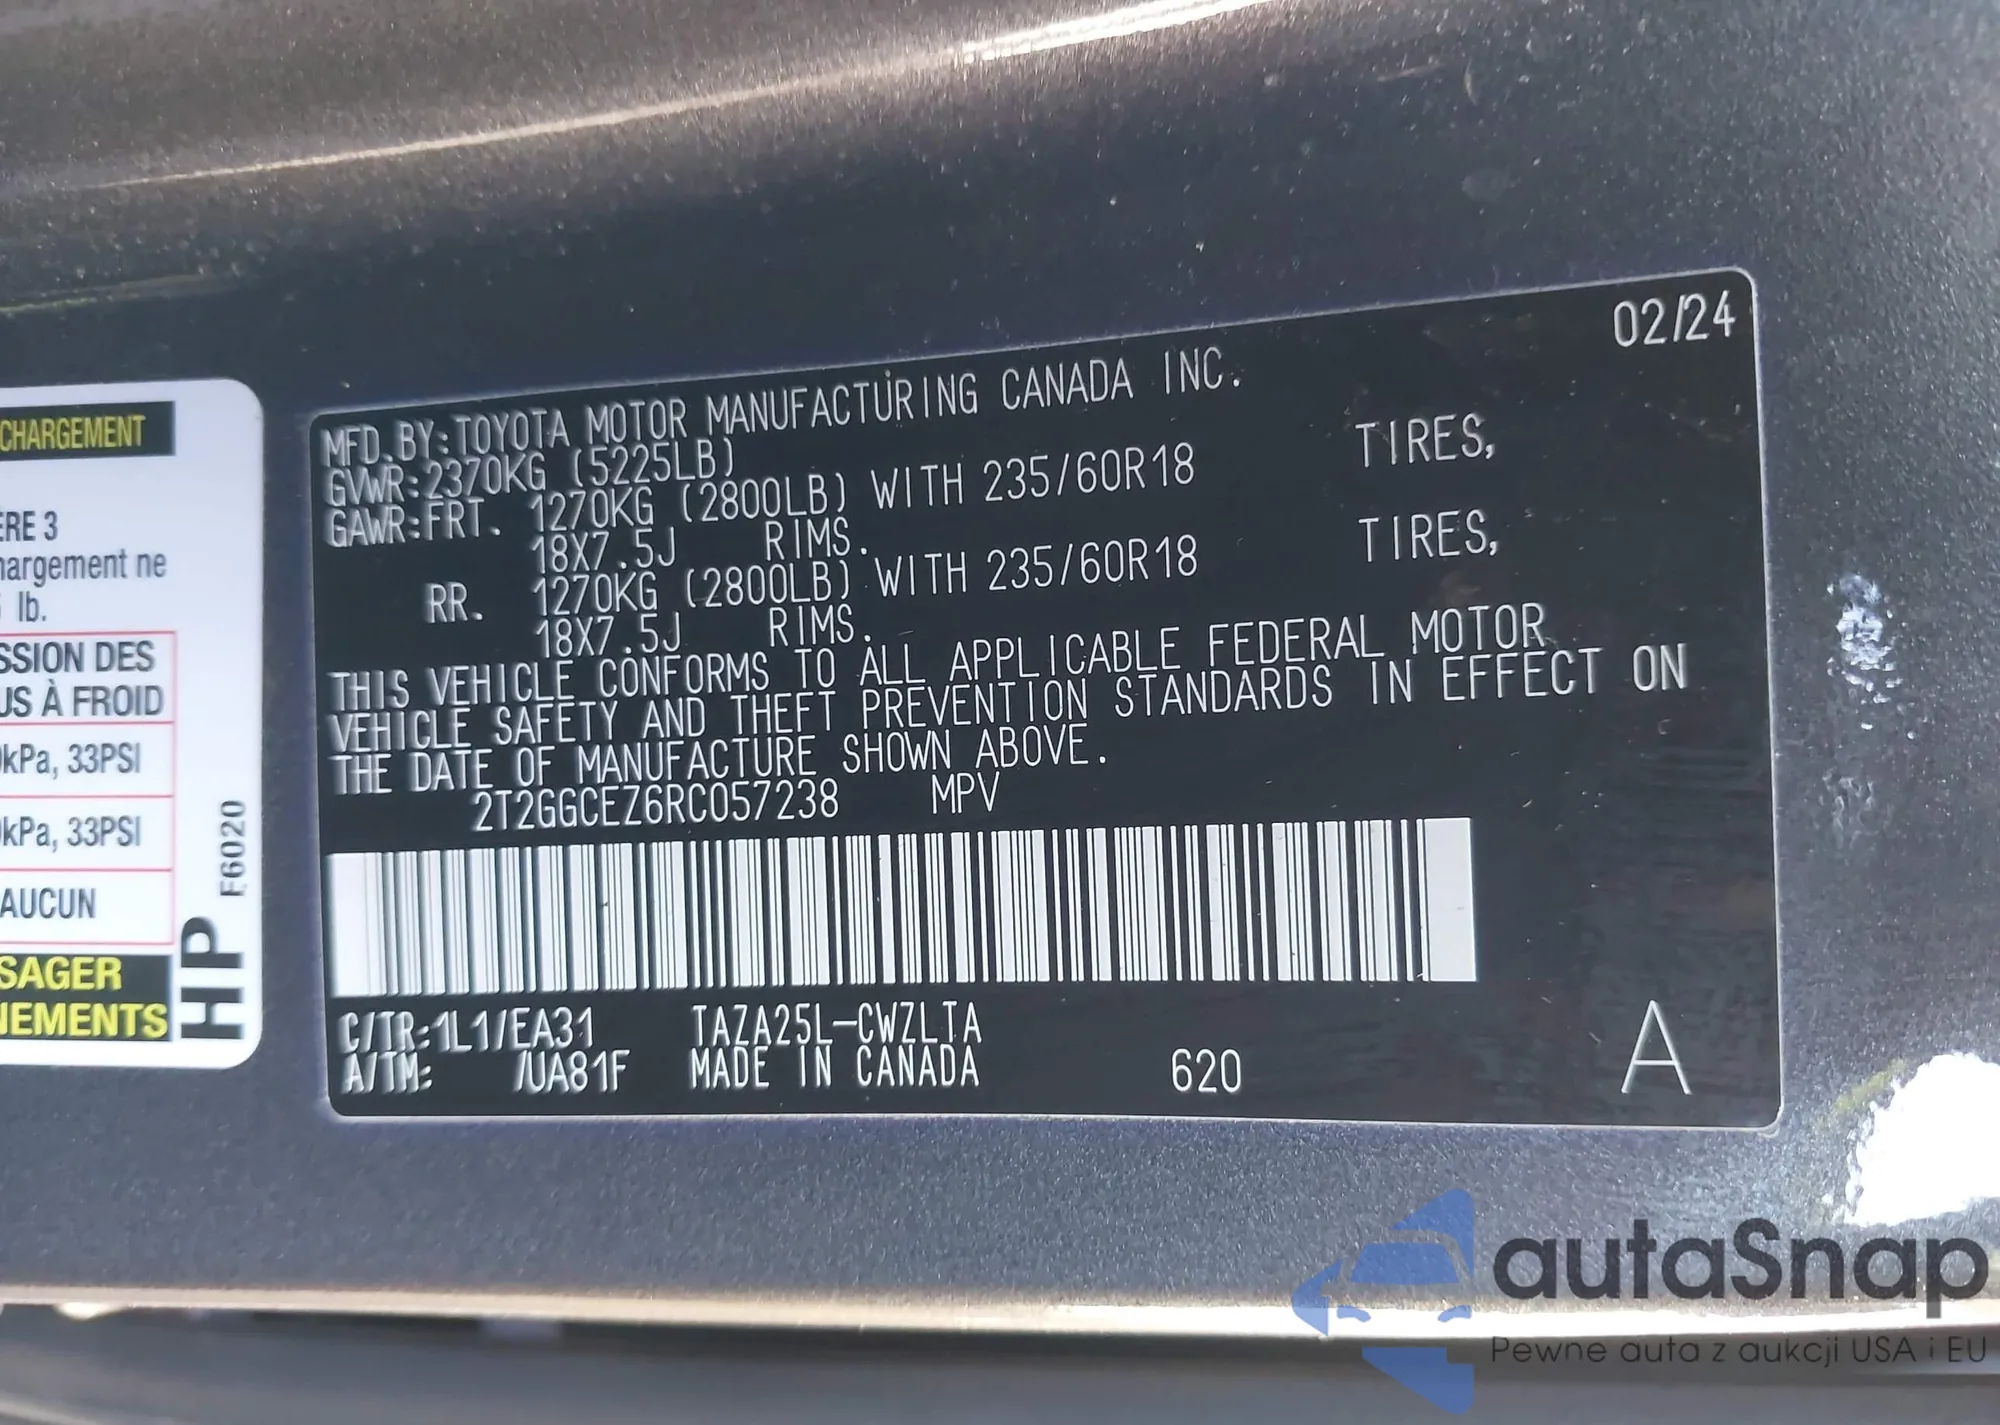 CHARGEMENT
ÈRE 3
hargement ne
lb.
SSION DES
US À FROID
kPa, 33PSI
kPa, 33PSI
AUCUN
SAGER
NEMENTS
HP F6020
02/24
MFD.BY:TOYOTA MOTOR MANUFACTURING CANADA INC.
GVWR:2370KG (5225LB)
GAWR:FRT. 1270KG (2800LB) WITH 235/60R18 TIRES,
18X7.5J RIMS.
RR. 1270KG (2800LB) WITH 235/60R18 TIRES,
18X7.5J RIMS.
THIS VEHICLE CONFORMS TO ALL APPLICABLE FEDERAL MOTOR
VEHICLE SAFETY AND THEFT PREVENTION STANDARDS IN EFFECT ON
THE DATE OF MANUFACTURE SHOWN ABOVE.
2T2GGCEZ6RC057238 MPV
C/TR:1L1/EA31 TAZA25L-CWZLTA
A/TM: /UA81F MADE IN CANADA 620 A
autaSnap
Pewne auta z aukcji USA i EU